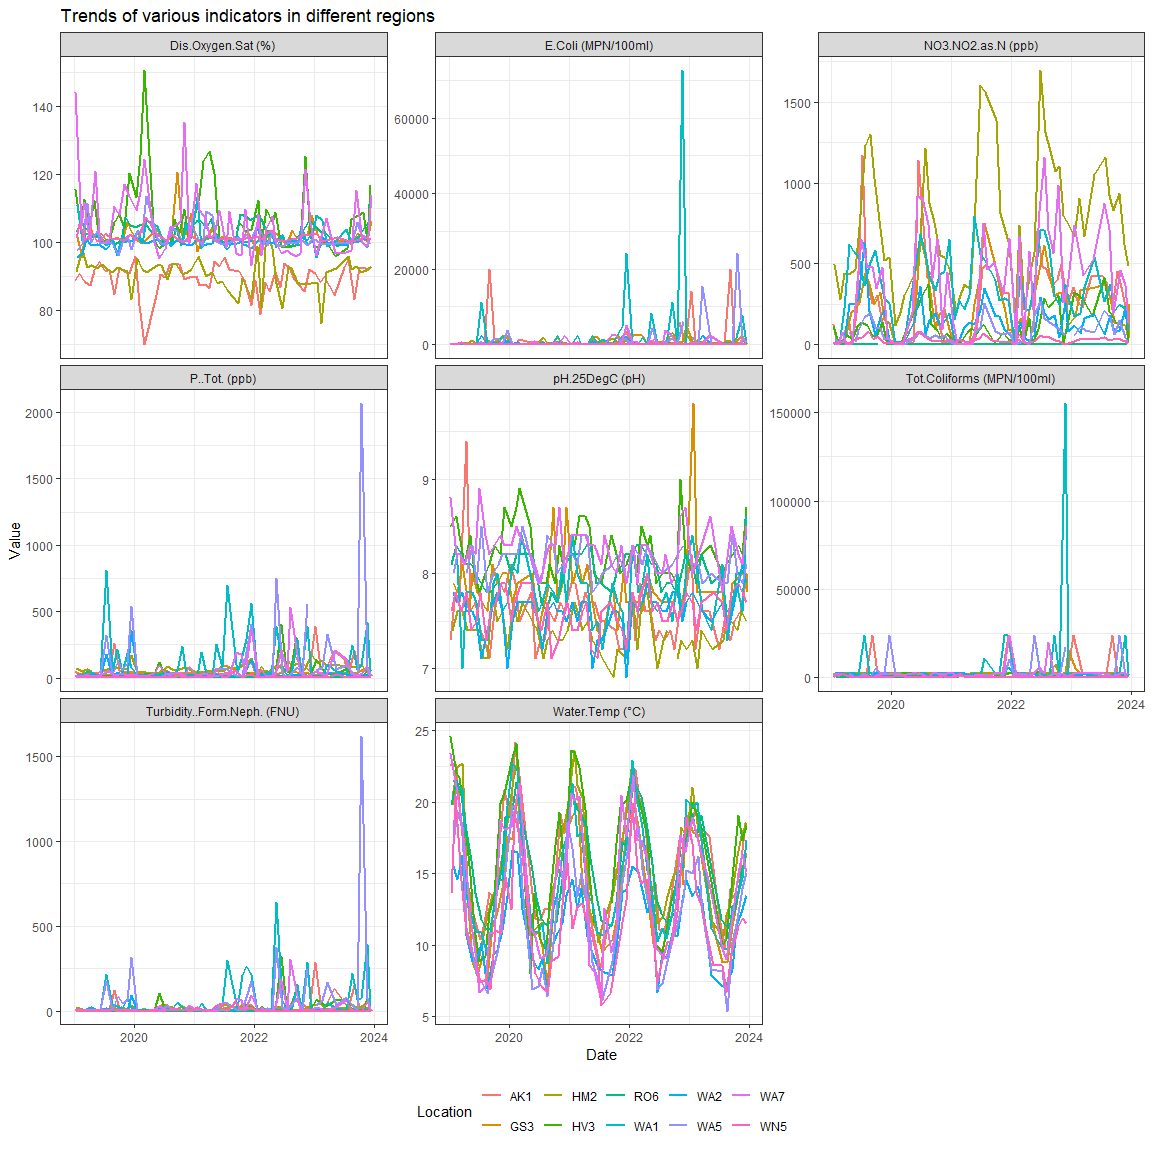 Trends of various indicators in different regions
Dis.Oxygen.Sat (%)
E.Coli (MPN/100ml)
NO3.NO2.as.N (ppb)
140
120
100
80
60000
40000
20000
0
1500
1000
500
0
P..Tot. (ppb)
pH.25DegC (pH)
Tot.Coliforms (MPN/100ml)
2000
1500
1000
500
0
9
8
7
150000
100000
50000
0
2020
2022
2024
Value
Turbidity..Form.Neph. (FNU)
Water.Temp (°C)
1500
1000
500
0
25
20
15
10
5
2020
2022
2024
2020
2022
2024
Date
Location
AK1
HM2
RO6
WA2
WA7
GS3
HV3
WA1
WA5
WN5